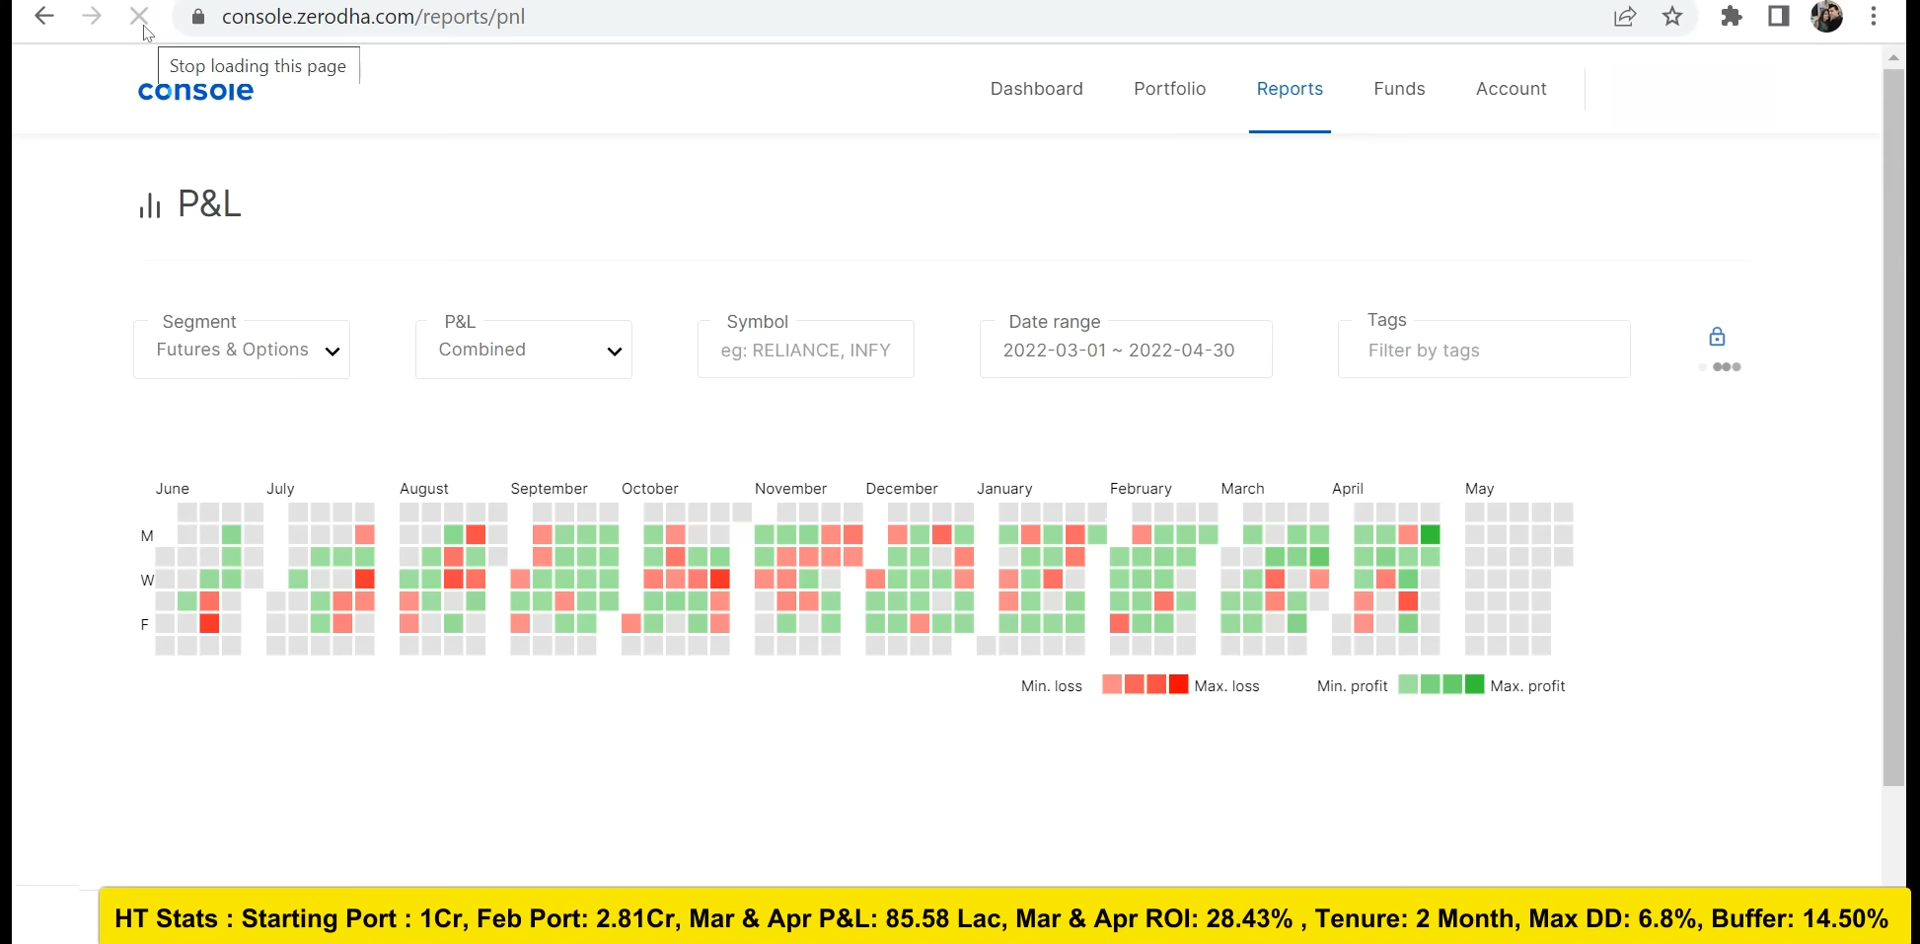 console.zerodha.com/reports/pnl
Stop loading this page
console
Dashboard Portfolio Reports Funds Account
P&L
Segment P&L Symbol Date range Tags
Futures & Options Combined eg: RELIANCE, INFY 2022-03-01 ~ 2022-04-30 Filter by tags
June July August September October November December January February March April May
M
W
F
Min. loss Max. loss Min. profit Max. profit
HT Stats : Starting Port : 1Cr, Feb Port: 2.81Cr, Mar & Apr P&L: 85.58 Lac, Mar & Apr ROI: 28.43% , Tenure: 2 Month, Max DD: 6.8%, Buffer: 14.50%